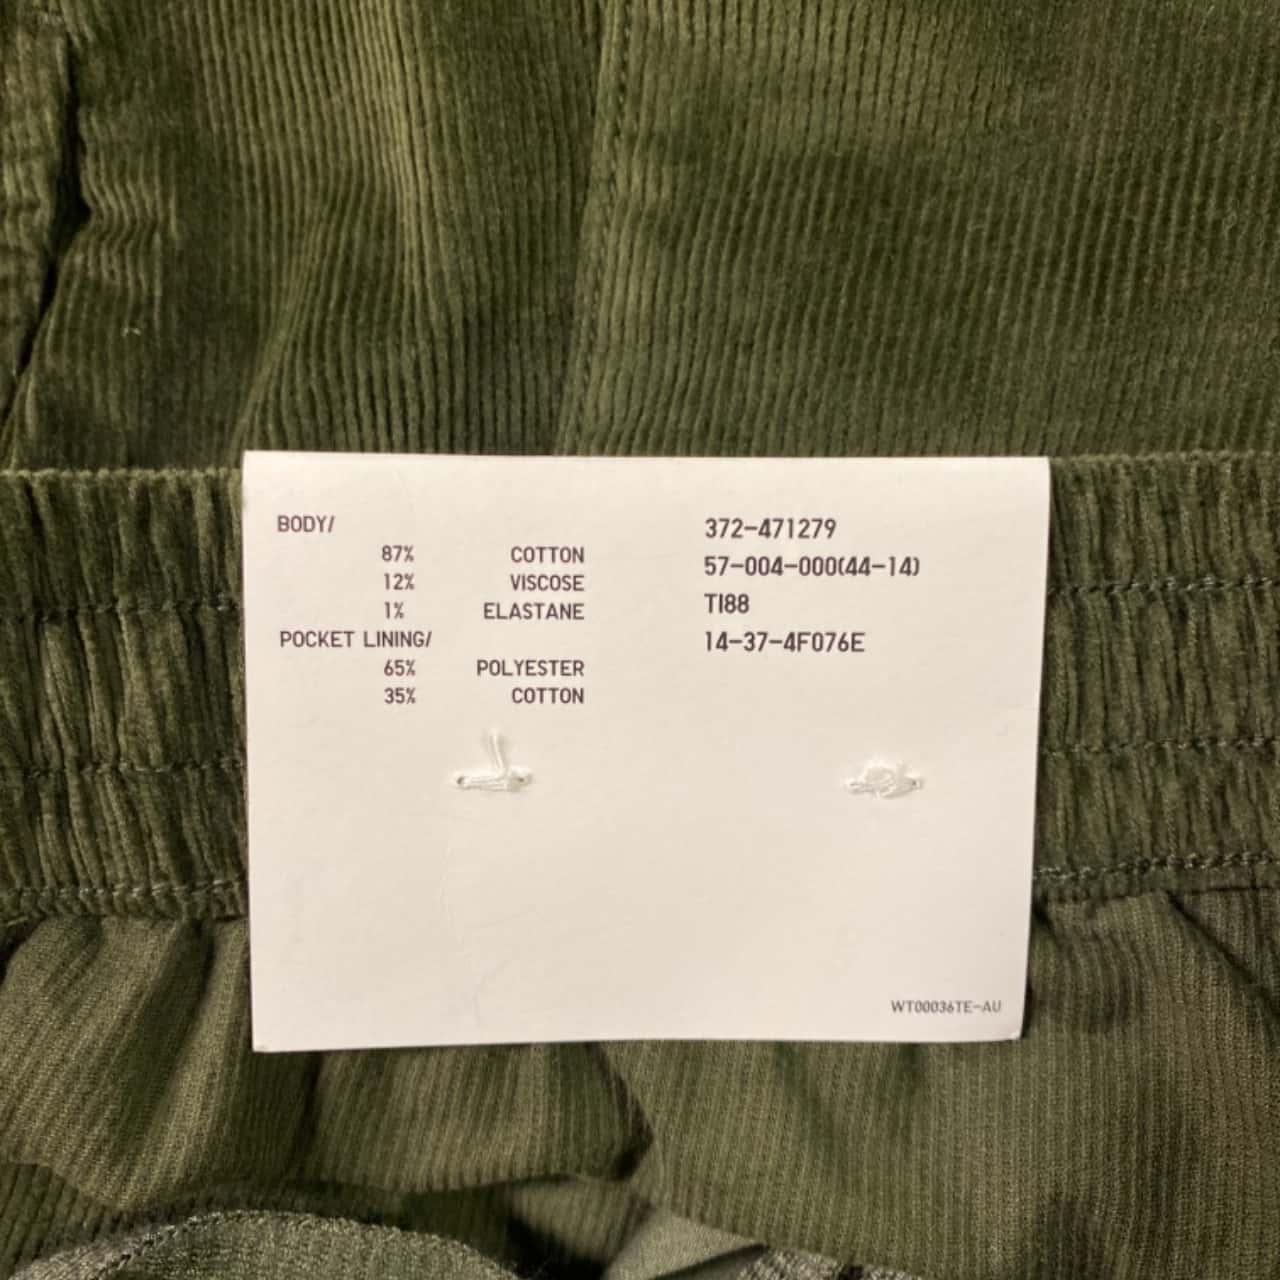 BODY/
87% COTTON
12% VISCOSE
1% ELASTANE
POCKET LINING/
65% POLYESTER
35% COTTON
372-471279
57-004-000(44-14)
TI88
14-37-4F076E
WT00036TE-AU